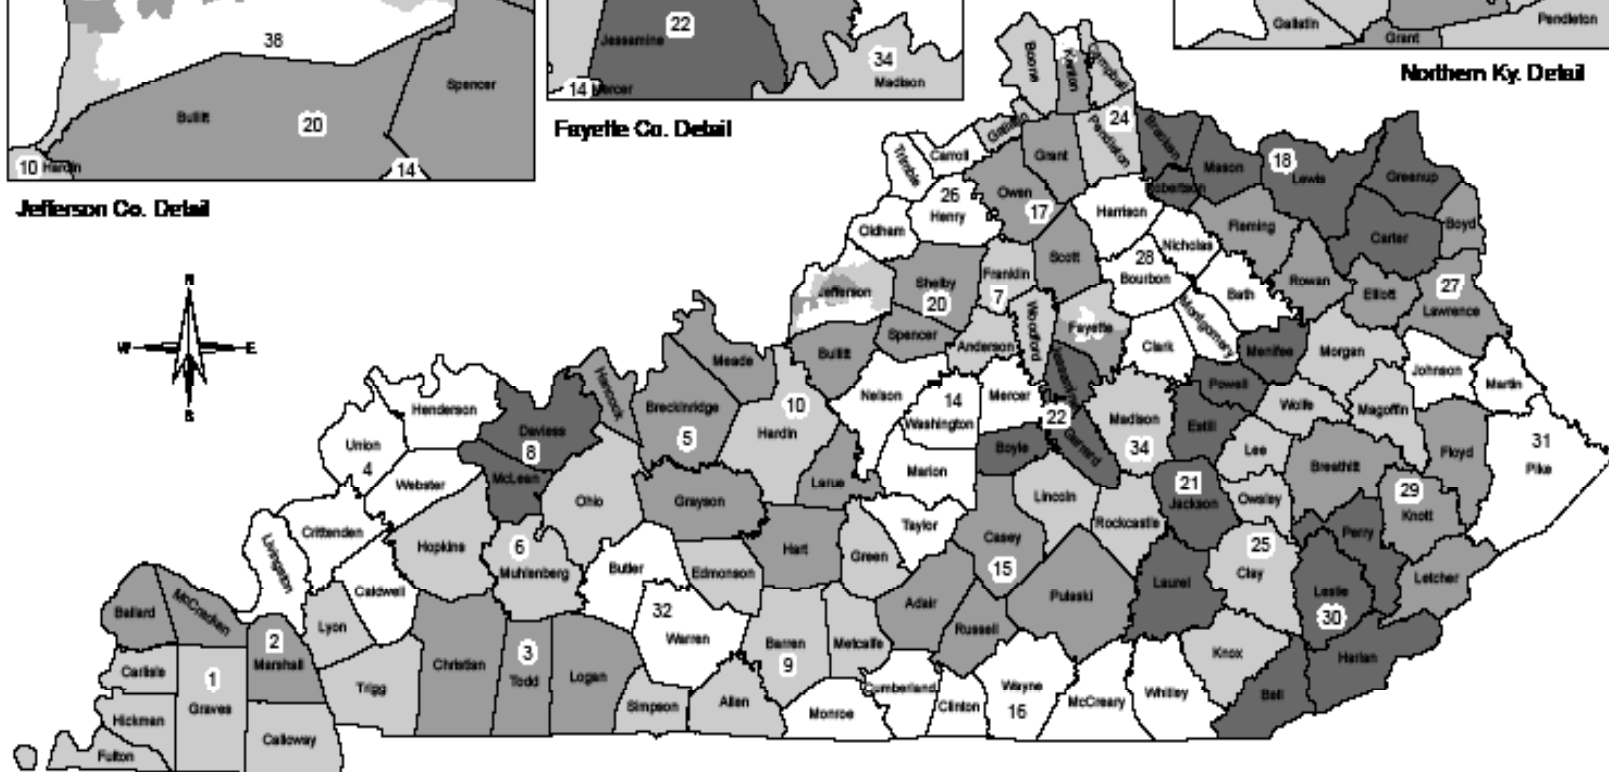 38
Bullitt
20
Spencer
10 Hardin
14
Jefferson Co. Detail
Jessamine
22
14 Mercer
34
Madison
Fayette Co. Detail
Gallatin
Grant
Pendleton
Northern Ky. Detail
N
W
E
S
Boone
Kenton
Campbell
24
Pendleton
Gallatin
Carroll
Trimble
Grant
Owen
17
Bracken
Mason
Robertson
18
Lewis
Greenup
26
Henry
Oldham
Harrison
Fleming
Carter
Boyd
Nicholas
Scott
28
Bourbon
Franklin
7
Shelby
20
Jefferson
Bath
Rowan
Elliott
27
Lawrence
Woodford
Fayette
Montgomery
Spencer
Bullitt
Anderson
Clark
Menifee
Morgan
Johnson
Martin
Meade
Hancock
Jessamine
Powell
Nelson
14
Washington
Mercer
22
Garrard
Madison
34
Estill
Wolfe
Magoffin
Henderson
Daviess
8
Breckinridge
5
10
Hardin
Boyle
Lee
Breathitt
Floyd
31
Pike
Union
4
Webster
McLean
Ohio
Grayson
Larue
Marion
Lincoln
21
Jackson
Owsley
29
Knott
Perry
Rockcastle
Taylor
Crittenden
Livingston
Hopkins
6
Muhlenberg
Butler
Edmonson
Hart
Green
Casey
15
Pulaski
Laurel
25
Clay
Leslie
30
Letcher
Caldwell
Ballard
McCracken
Lyon
32
Warren
Adair
Russell
2
Marshall
Christian
3
Todd
Logan
Barren
9
Metcalfe
Knox
Harlan
Carlisle
1
Graves
Trigg
Simpson
Allen
Monroe
Cumberland
Clinton
Wayne
16
McCreary
Whitley
Bell
Hickman
Calloway
Fulton